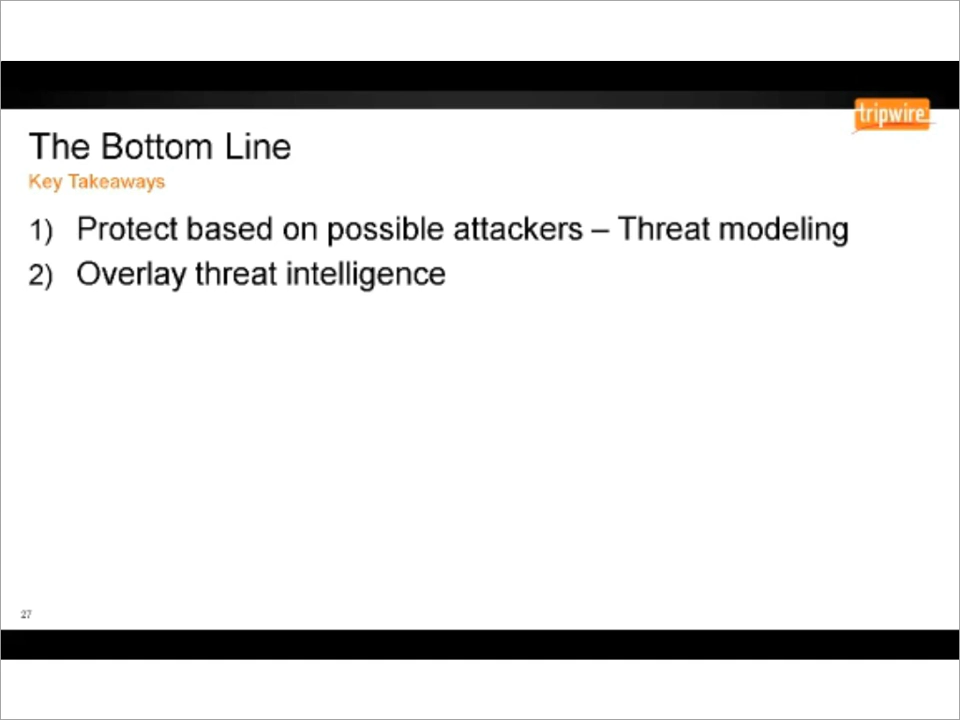 tripwire
The Bottom Line
Key Takeaways
1) Protect based on possible attackers – Threat modeling
2) Overlay threat intelligence
27